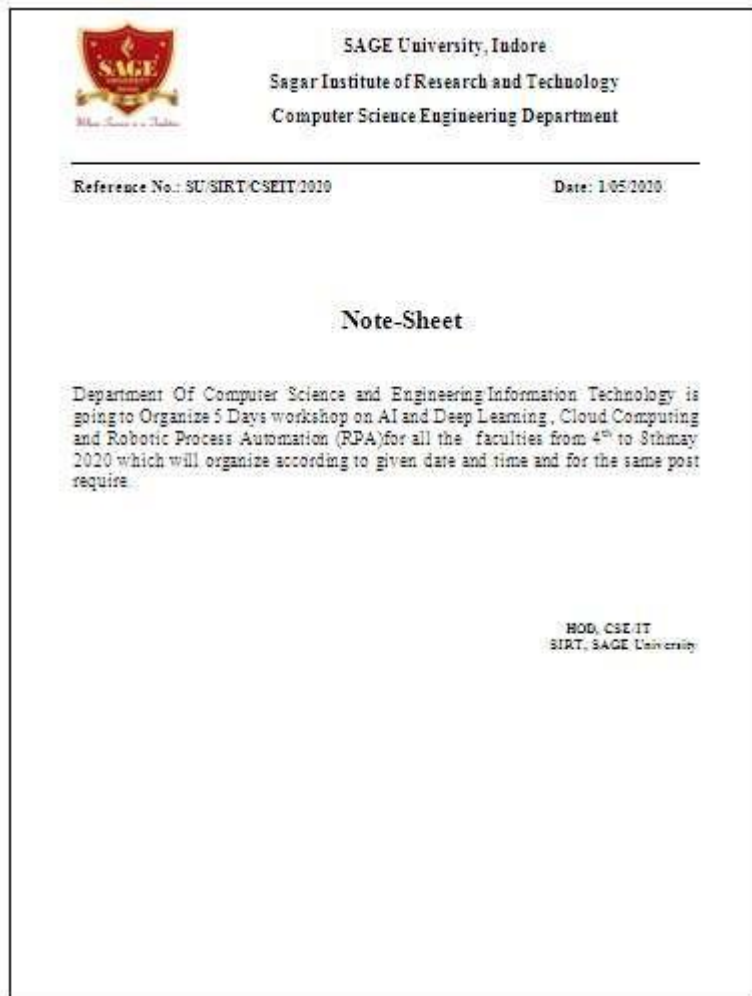 SAGE
UNIVERSITY
SAGE University, Indore
Sagar Institute of Research and Technology
Computer Science Engineering Department
Reference No.: SU/SIRT/CSEIT/2020 Date: 1/05/2020
Note-Sheet
Department Of Computer Science and Engineering/Information Technology is
going to Organize 5 Days workshop on AI and Deep Learning , Cloud Computing
and Robotic Process Automation (RPA)for all the faculties from 4th to 8thmay
2020 which will organize according to given date and time and for the same post
require.
HOD, CSE/IT
SIRT, SAGE University